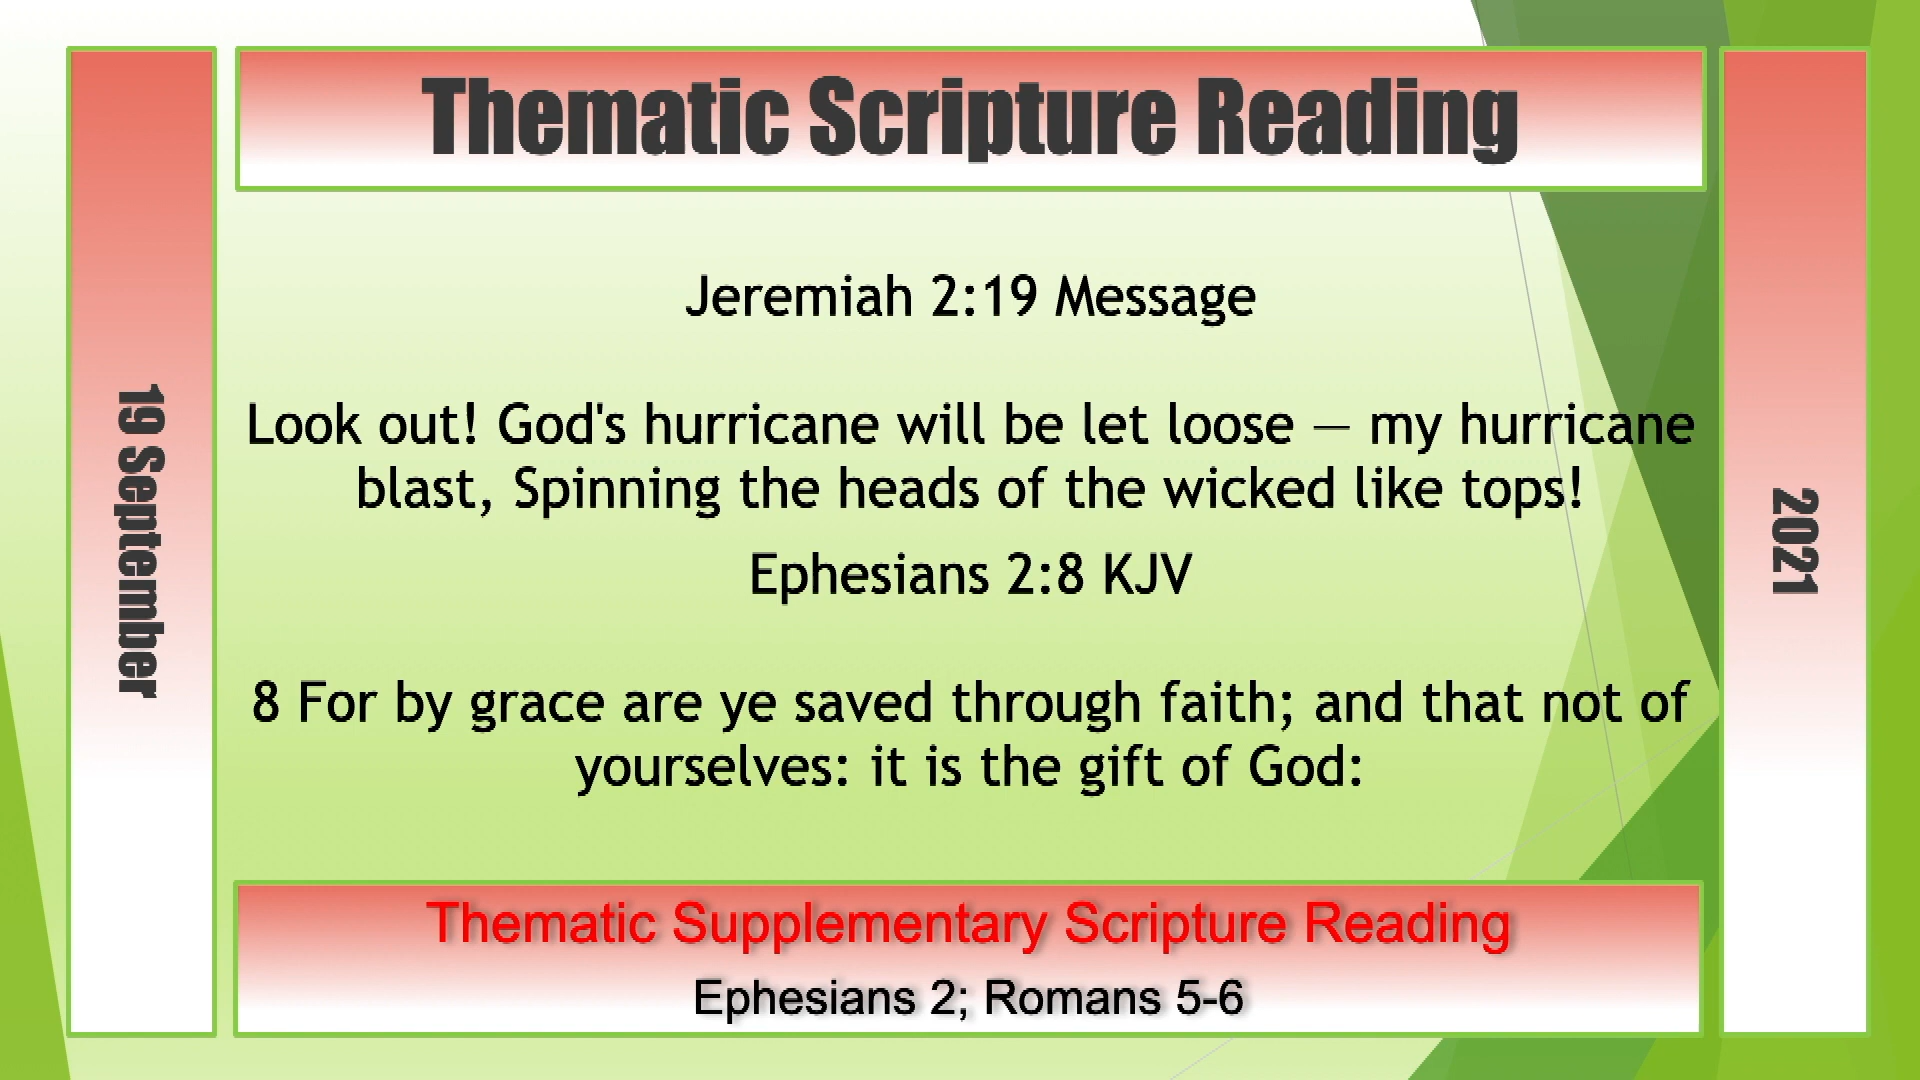 Thematic Scripture Reading
19 September
2021
Jeremiah 2:19 Message
Look out! God's hurricane will be let loose — my hurricane
blast, Spinning the heads of the wicked like tops!
Ephesians 2:8 KJV
8 For by grace are ye saved through faith; and that not of
yourselves: it is the gift of God:
Thematic Supplementary Scripture Reading
Ephesians 2; Romans 5-6